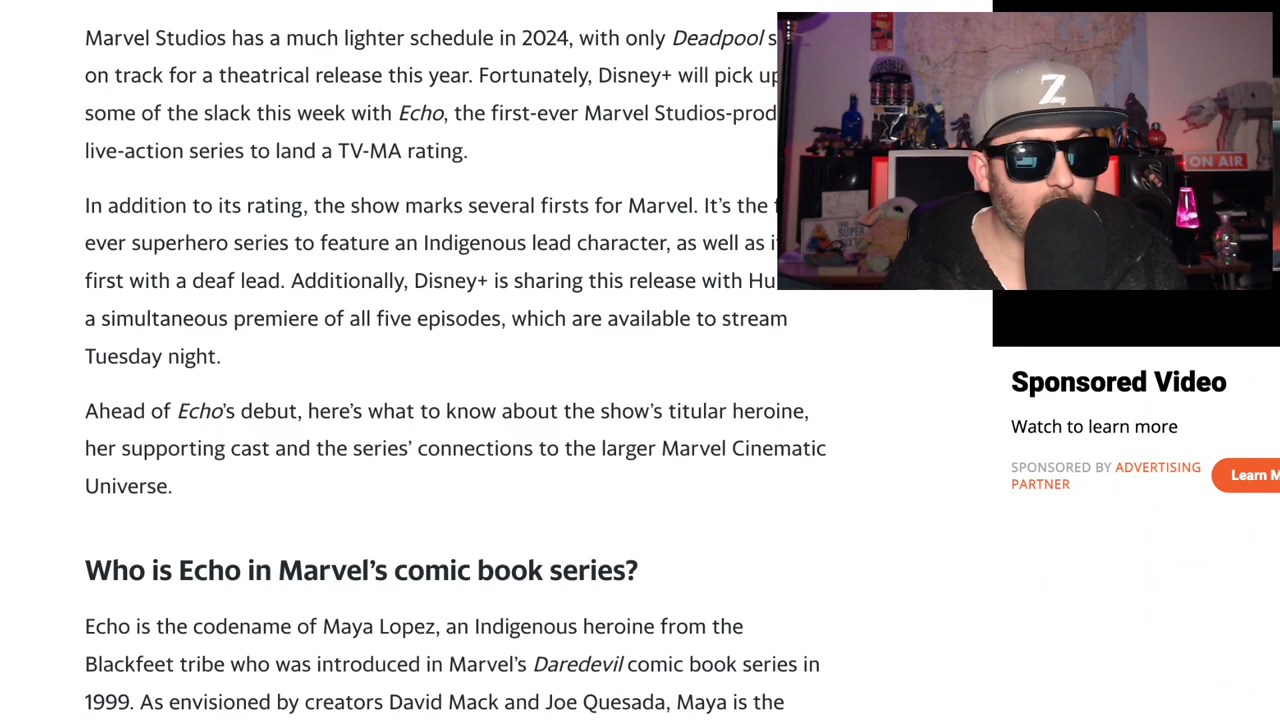 Marvel Studios has a much lighter schedule in 2024, with only Deadpool s
on track for a theatrical release this year. Fortunately, Disney+ will pick up
some of the slack this week with Echo, the first-ever Marvel Studios-prod
live-action series to land a TV-MA rating.
In addition to its rating, the show marks several firsts for Marvel. It’s the
ever superhero series to feature an Indigenous lead character, as well as i
first with a deaf lead. Additionally, Disney+ is sharing this release with Hu
a simultaneous premiere of all five episodes, which are available to stream
Tuesday night.
Ahead of Echo’s debut, here’s what to know about the show’s titular heroine,
her supporting cast and the series’ connections to the larger Marvel Cinematic
Universe.
Who is Echo in Marvel’s comic book series?
Echo is the codename of Maya Lopez, an Indigenous heroine from the
Blackfeet tribe who was introduced in Marvel’s Daredevil comic book series in
1999. As envisioned by creators David Mack and Joe Quesada, Maya is the
Z
ON AIR
THE
SUPER
Sponsored Video
Watch to learn more
SPONSORED BY ADVERTISING
PARTNER
Learn M